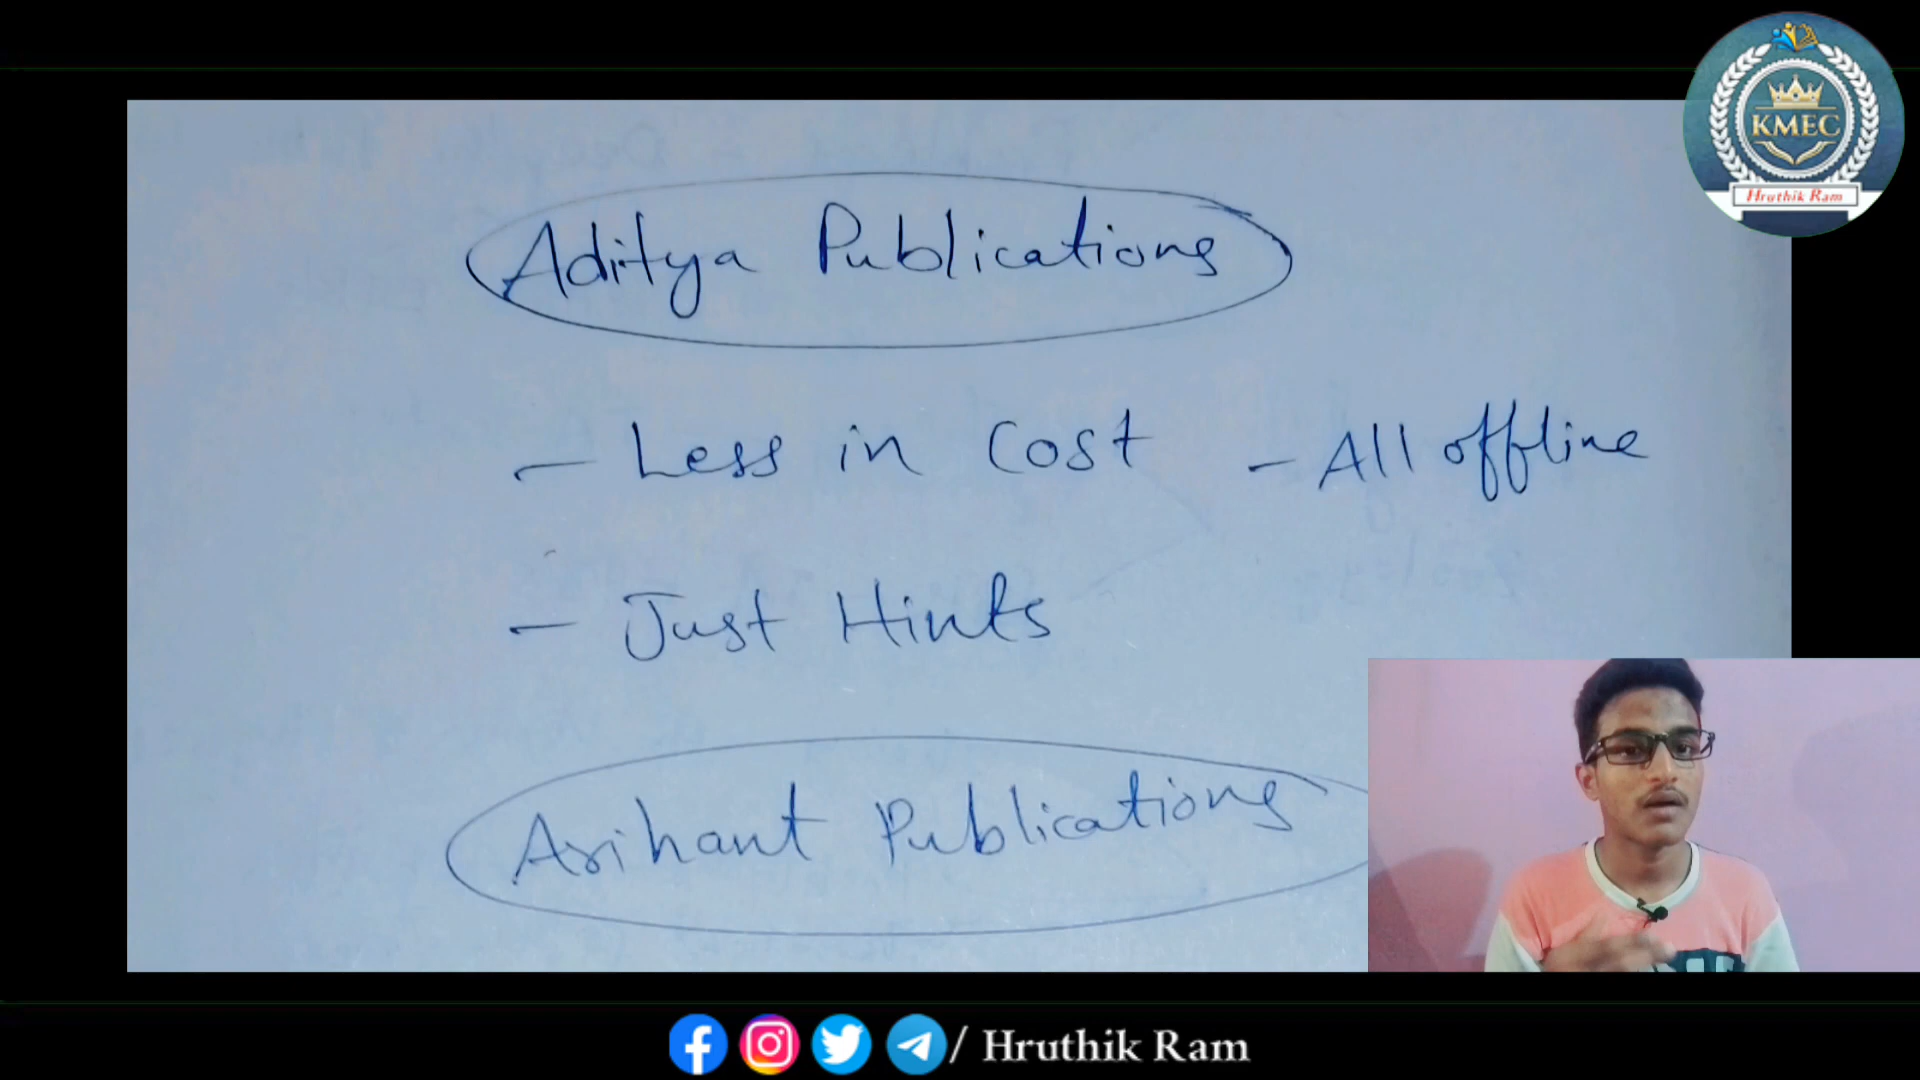 KMEC
Hruthik Ram
Aditya Publications
- Less in Cost - All offline
- Just Hints
Arihant Publications
/ Hruthik Ram